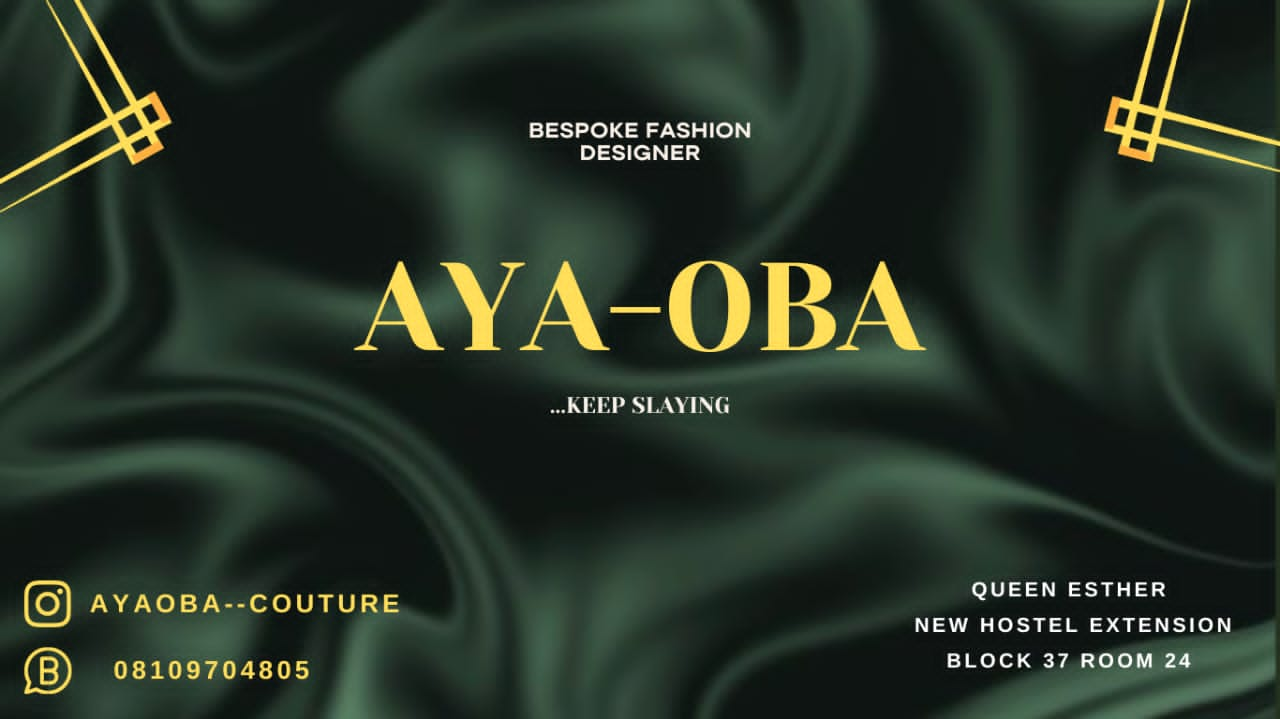 BESPOKE FASHION
DESIGNER
AYA-OBA
...KEEP SLAYING
AYAOBA--COUTURE
08109704805
QUEEN ESTHER
NEW HOSTEL EXTENSION
BLOCK 37 ROOM 24